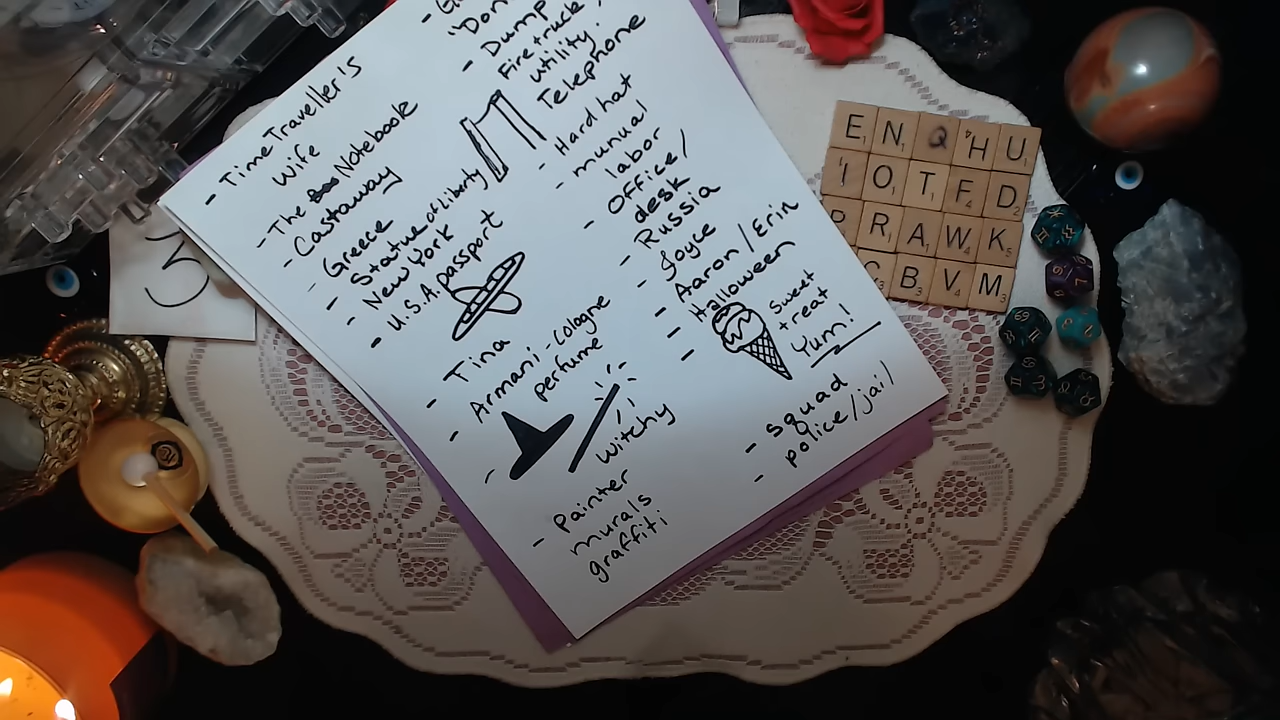 - Time Traveller's
Wife
- The Notebook
- Castaway
- Greece
- Statue of Liberty
- New York
- U.S.A. passport
- Tina
- Armani - Cologne
perfume
- witchy
- Painter
murals
graffiti
"Don
- Dump
Firetruck,
utility
Telephone
- Hard hat
- munual
labor
- Office/
desk
- Russia
- Joyce
- Aaron / Erin
- Halloween
Sweet
treat
Yum!
- squad
- police/jail
3
E N Q H U
I O T F D
R A W K
B V M